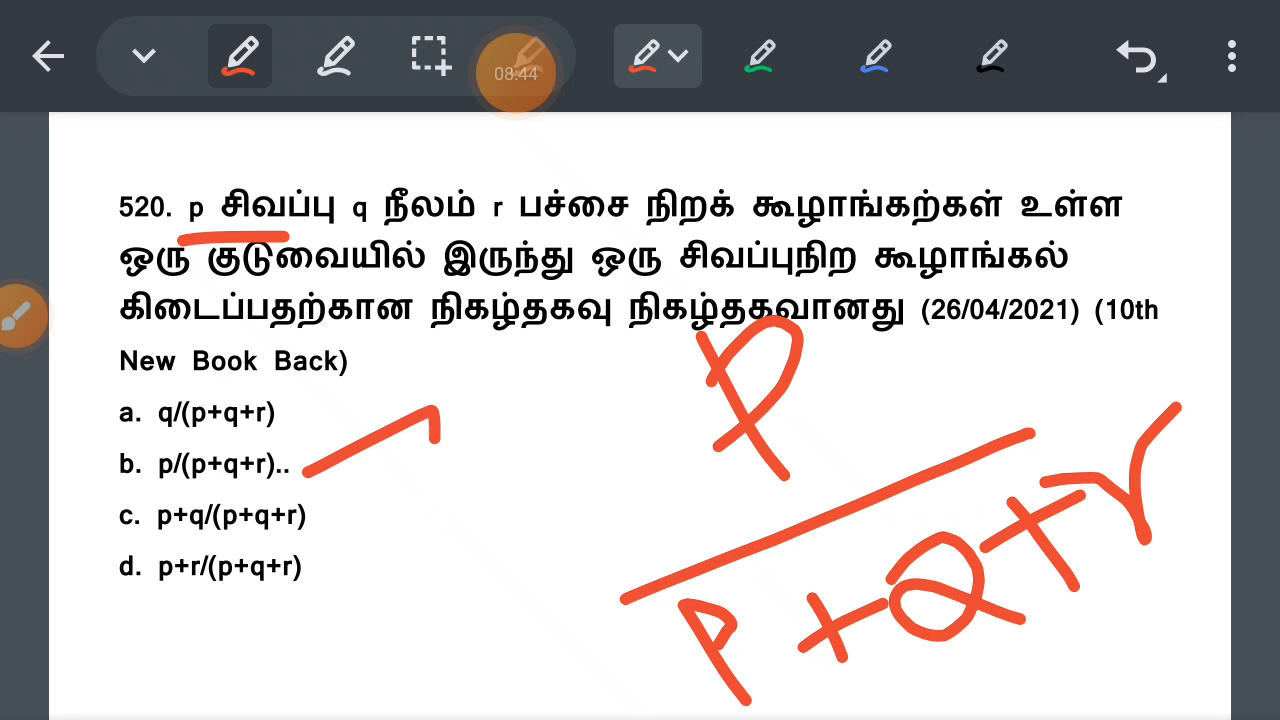 08:44
520. p சிவப்பு q நீலம் r பச்சை நிறக் கூழாங்கற்கள் உள்ள
ஒரு குடுவையில் இருந்து ஒரு சிவப்புநிற கூழாங்கல்
கிடைப்பதற்கான நிகழ்தகவு நிகழ்தகவானது (26/04/2021) (10th
New Book Back)
a. q/(p+q+r)
b. p/(p+q+r)..
c. p+q/(p+q+r)
d. p+r/(p+q+r)
P
P+Q+r